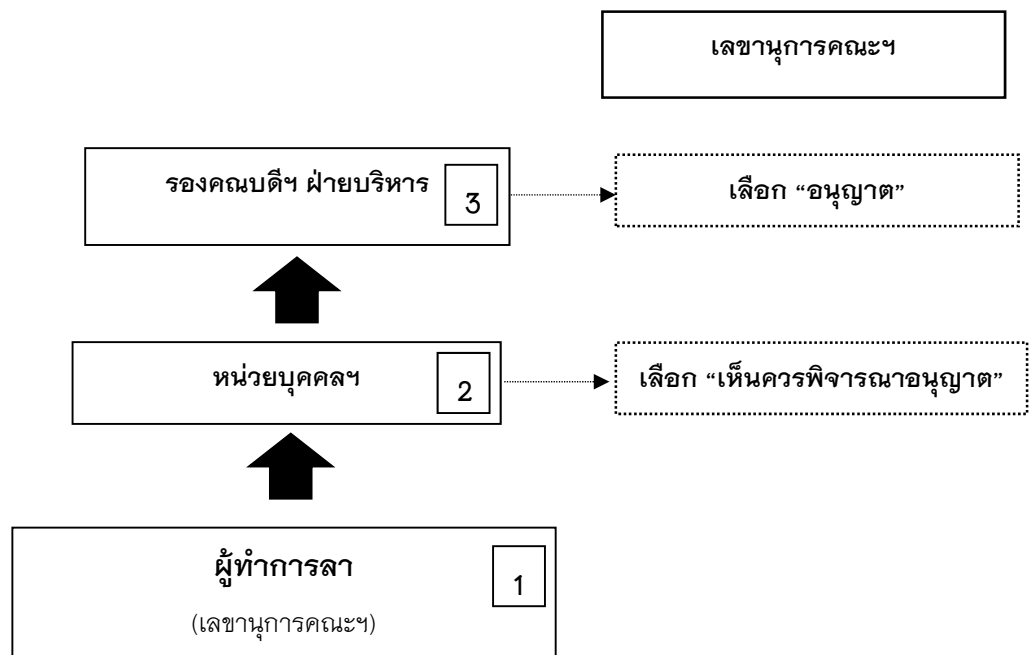 เลขานุการคณะฯ
รองคณบดีฯ ฝ่ายบริหาร
3
เลือก “อนุญาต”
หน่วยบุคคลฯ
2
เลือก “เห็นควรพิจารณาอนุญาต”
ผู้ทำการลา
1
(เลขานุการคณะฯ)